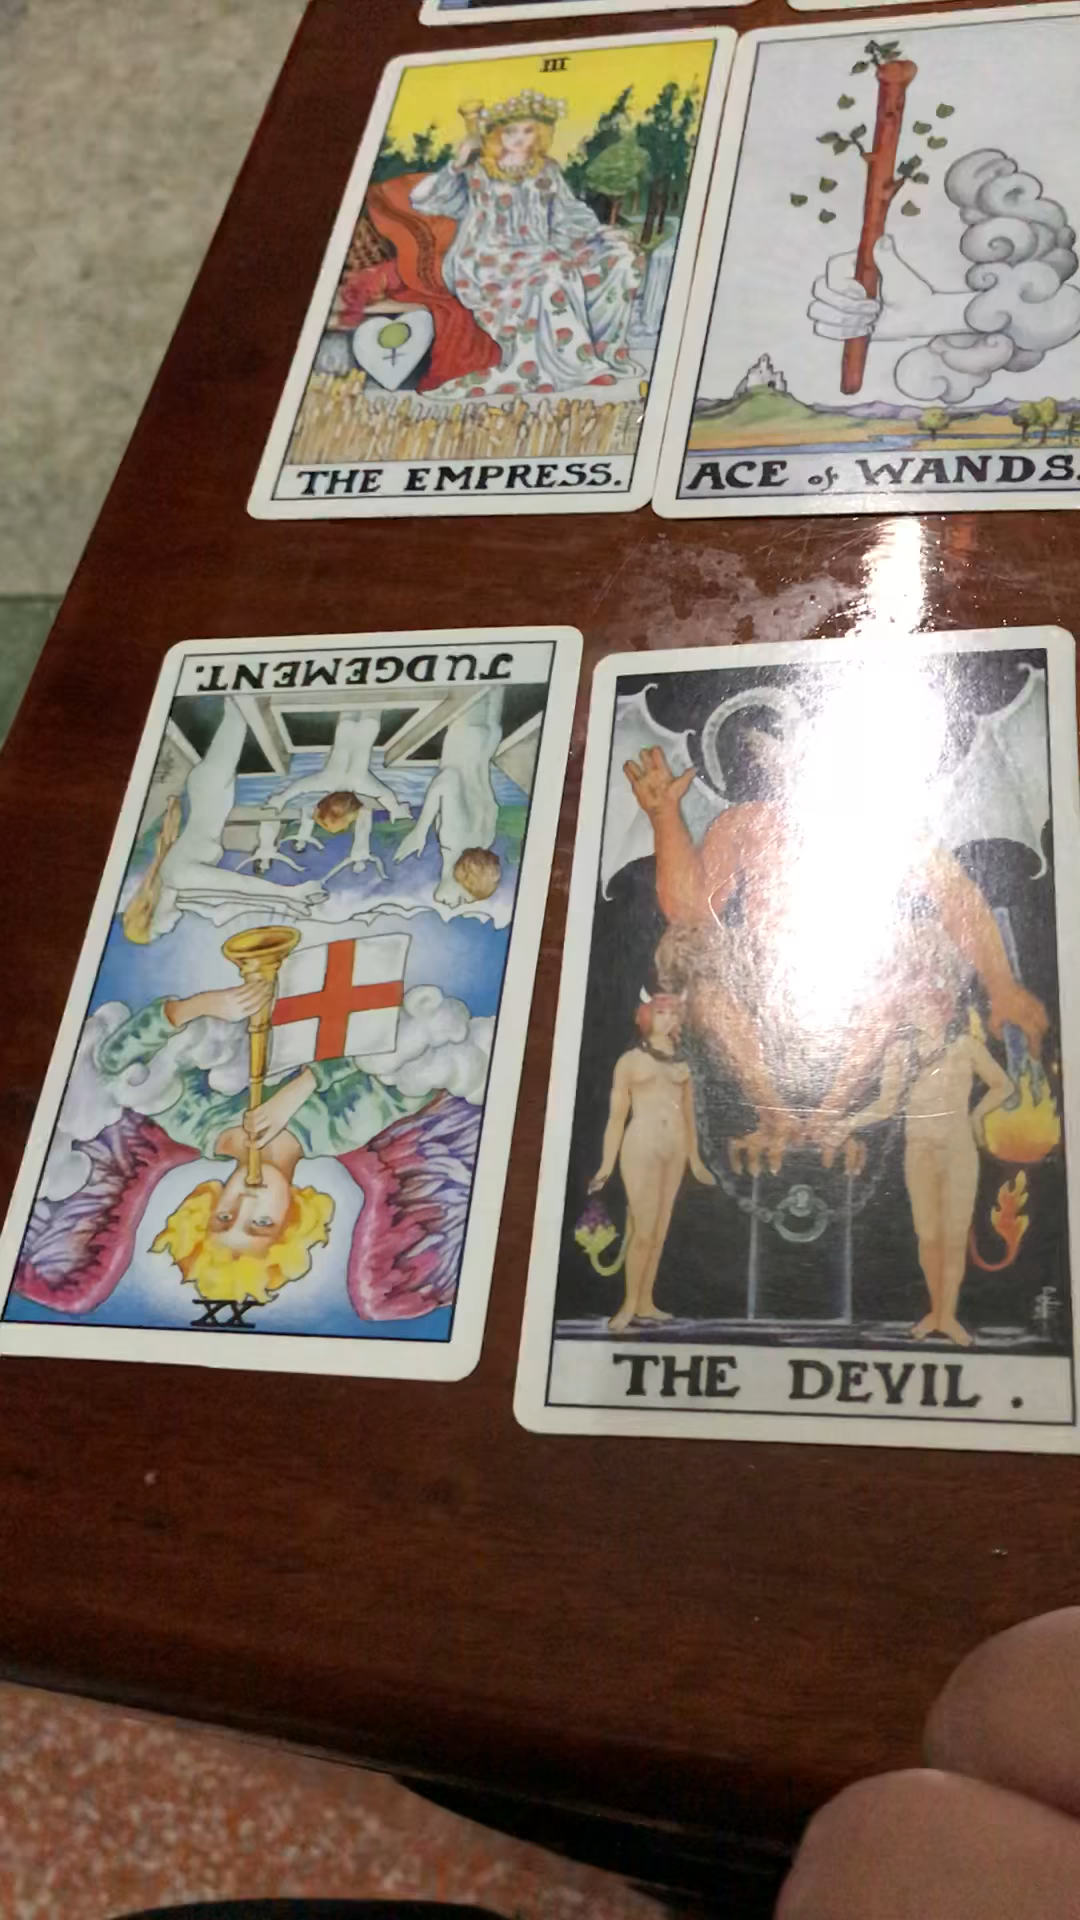 III
THE EMPRESS.
ACE of WANDS.
JUDGEMENT.
XX
THE DEVIL.